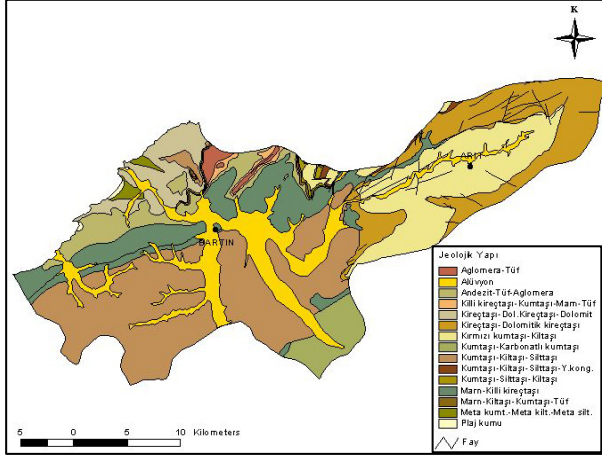 K
ARIT
BARTIN
Jeolojik Yapı
Aglomera-Tüf
Alüvyon
Andezit-Tüf-Aglomera
Killi kireçtaşı-Kumtaşı-Marn-Tüf
Kireçtaşı-Dol.Kireçtaşı-Dolomit
Kireçtaşı-Dolomitik kireçtaşı
Kırmızı kumtaşı-Kiltaşı
Kumtaşı-Karbonatlı kumtaşı
Kumtaşı-Kiltaşı-Silttaşı
Kumtaşı-Kiltaşı-Silttaşı-Y.kong.
Kumtaşı-Silttaşı-Kiltaşı
Marn-Killi kireçtaşı
Marn-Kiltaşı-Kumtaşı-Tüf
Meta kumt.-Meta kilt.-Meta silt.
Plaj kumu
Fay
5 0 5 10 Kilometers